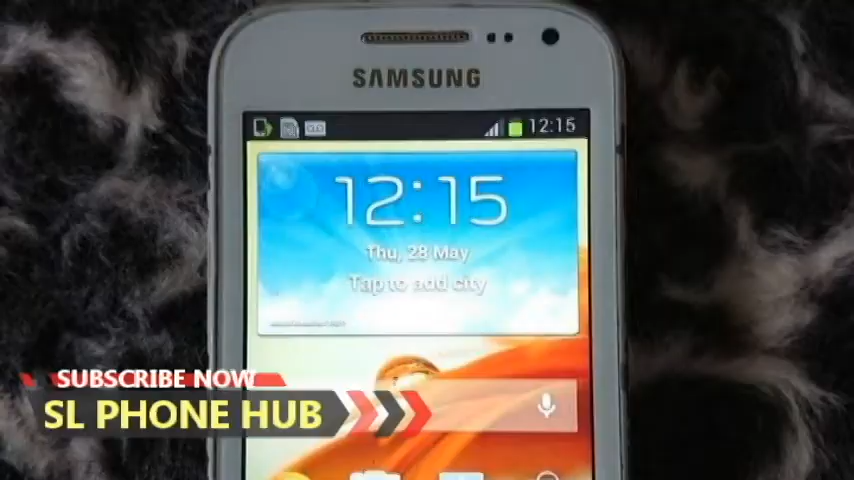 SAMSUNG
12:15
12:15
Thu, 28 May
Tap to add city
SUBSCRIBE NOW
SL PHONE HUB